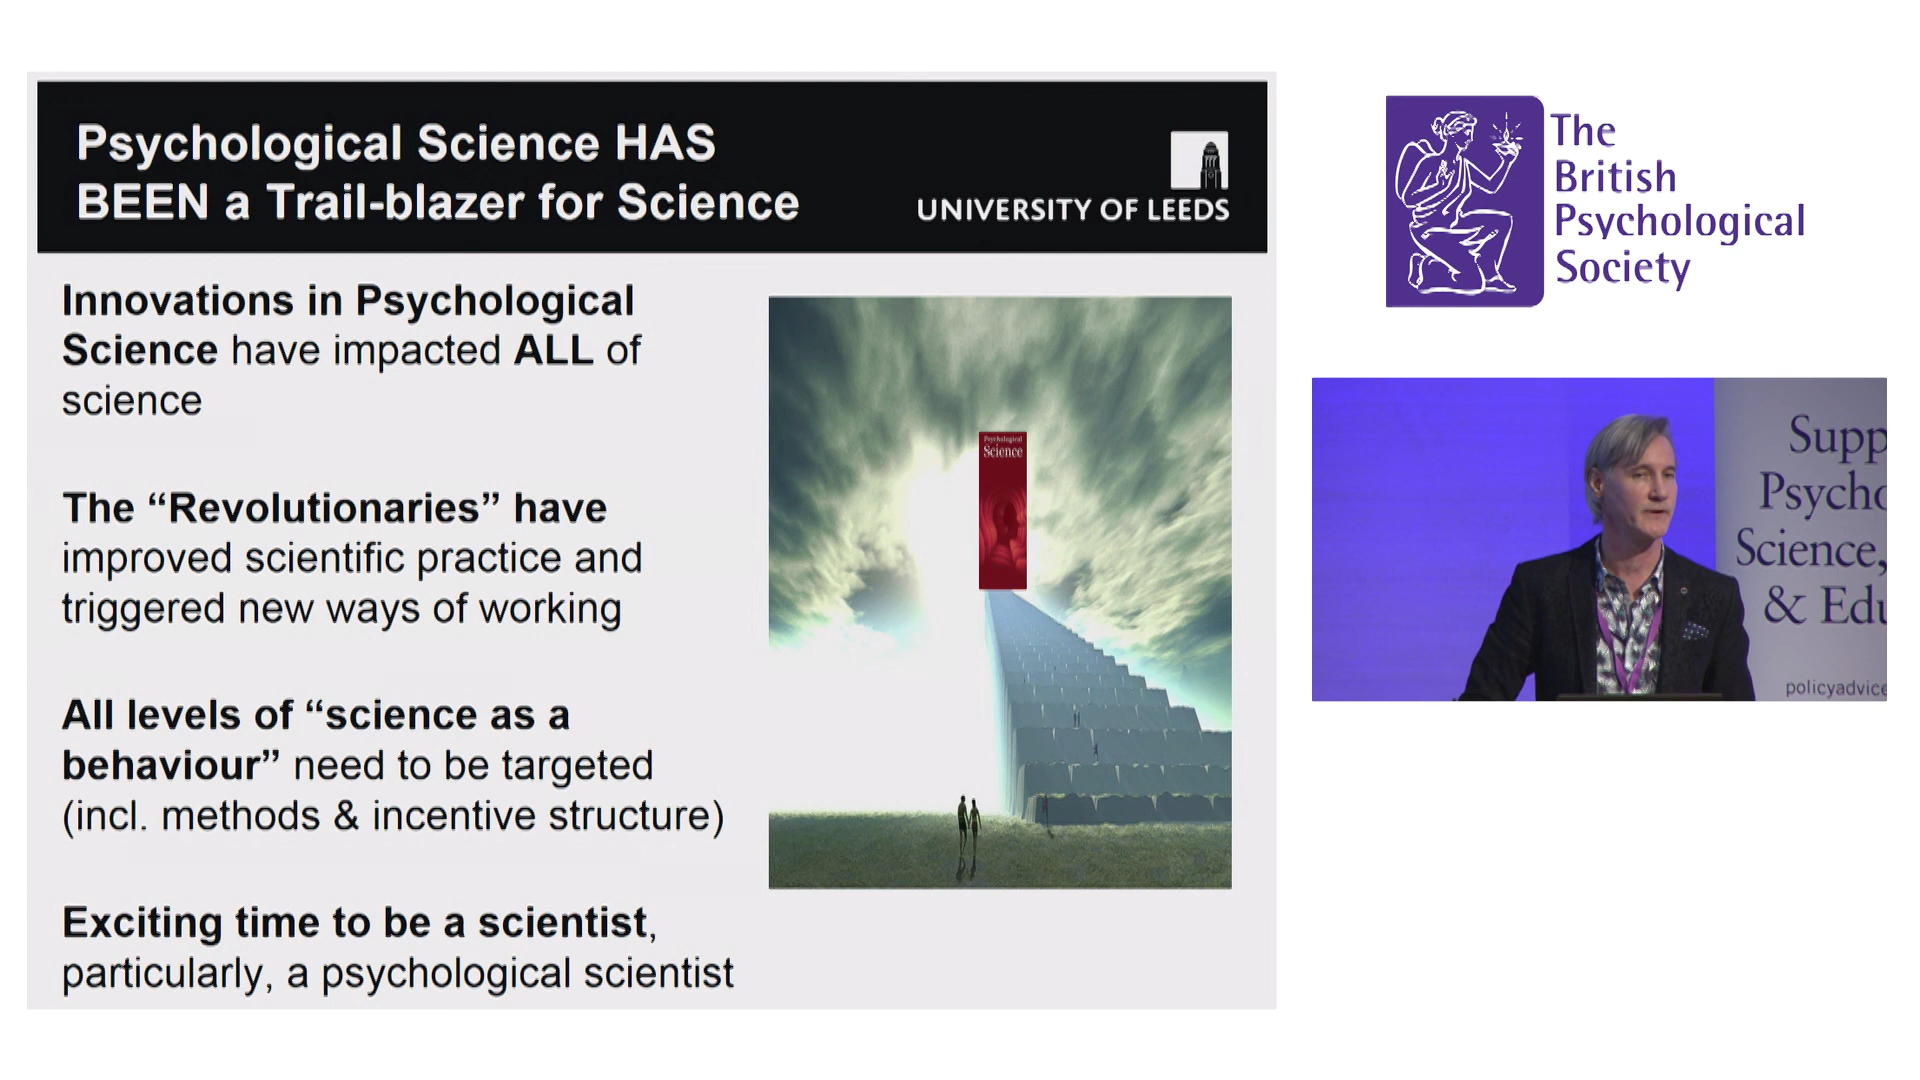 Psychological Science HAS
BEEN a Trail-blazer for Science
UNIVERSITY OF LEEDS
Innovations in Psychological
Science have impacted ALL of
science
The “Revolutionaries” have
improved scientific practice and
triggered new ways of working
All levels of “science as a
behaviour” need to be targeted
(incl. methods & incentive structure)
Exciting time to be a scientist,
particularly, a psychological scientist
Psychological
Science
The
British
Psychological
Society
Supp
Psycho
Science,
& Edu
policyadvice